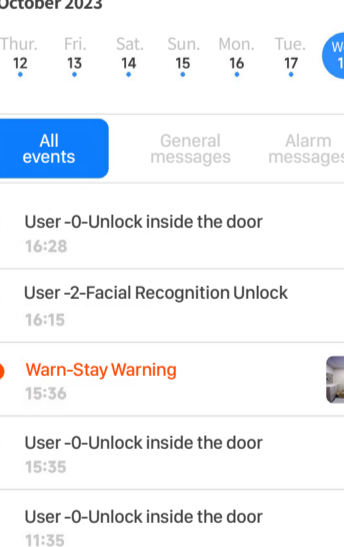 October 2023
Thur. Fri. Sat. Sun. Mon. Tue.
12 13 14 15 16 17
All events
General messages
Alarm messages
User -0-Unlock inside the door
16:28
User -2-Facial Recognition Unlock
16:15
Warn-Stay Warning
15:36
User -0-Unlock inside the door
15:35
User -0-Unlock inside the door
11:35